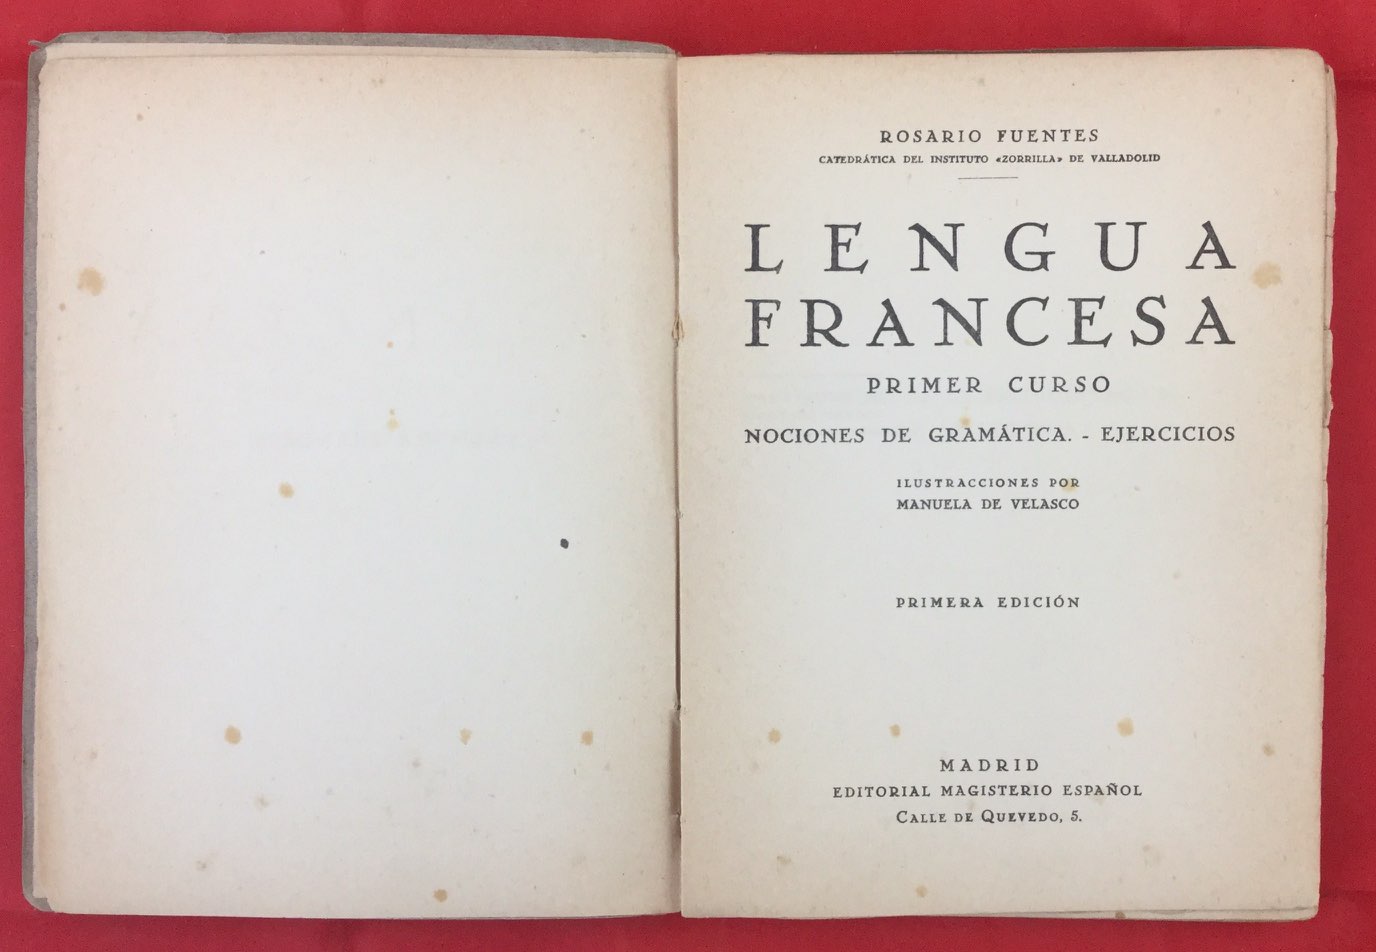 ROSARIO FUENTES
CATEDRÁTICA DEL INSTITUTO «ZORRILLA» DE VALLADOLID
LENGUA
FRANCESA
PRIMER CURSO
NOCIONES DE GRAMÁTICA. - EJERCICIOS
ILUSTRACCIONES POR
MANUELA DE VELASCO
PRIMERA EDICIÓN
MADRID
EDITORIAL MAGISTERIO ESPAÑOL
CALLE DE QUEVEDO, 5.